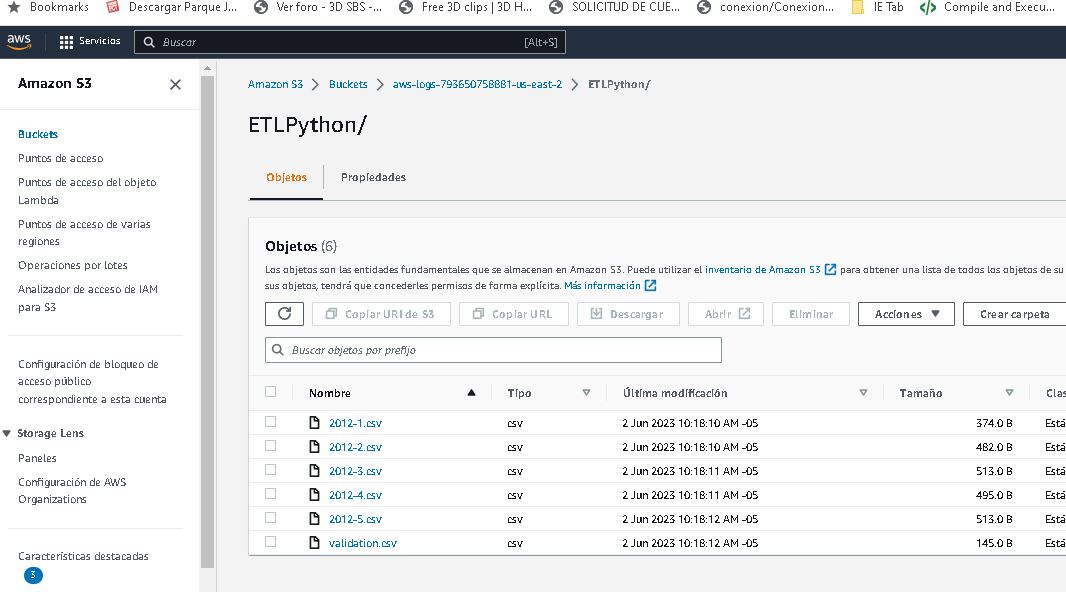 Bookmarks Descargar Parque J... Ver foro - 3D SBS -... Free 3D clips | 3D H... SOLICITUD DE CUE... conexion/Conexion... IE Tab Compile and Execu...
aws Servicios Buscar [Alt+S]
Amazon S3
Buckets
Puntos de acceso
Puntos de acceso del objeto
Lambda
Puntos de acceso de varias
regiones
Operaciones por lotes
Analizador de acceso de IAM
para S3
Configuración de bloqueo de
acceso público
correspondiente a esta cuenta
Storage Lens
Paneles
Configuración de AWS
Organizations
Características destacadas
3
Amazon S3 Buckets aws-logs-793650758881-us-east-2 ETLPython/
ETLPython/
Objetos Propiedades
Objetos (6)
Los objetos son las entidades fundamentales que se almacenan en Amazon S3. Puede utilizar el inventario de Amazon S3 para obtener una lista de todos los objetos de su
sus objetos, tendrá que concederles permisos de forma explícita. Más información
Copiar URI de S3 Copiar URL Descargar Abrir Eliminar Acciones Crear carpeta
Buscar objetos por prefijo
Nombre Tipo Última modificación Tamaño Clas
2012-1.csv csv 2 Jun 2023 10:18:10 AM -05 374.0 B Está
2012-2.csv csv 2 Jun 2023 10:18:10 AM -05 482.0 B Está
2012-3.csv csv 2 Jun 2023 10:18:11 AM -05 513.0 B Está
2012-4.csv csv 2 Jun 2023 10:18:11 AM -05 495.0 B Está
2012-5.csv csv 2 Jun 2023 10:18:12 AM -05 513.0 B Está
validation.csv csv 2 Jun 2023 10:18:12 AM -05 145.0 B Está